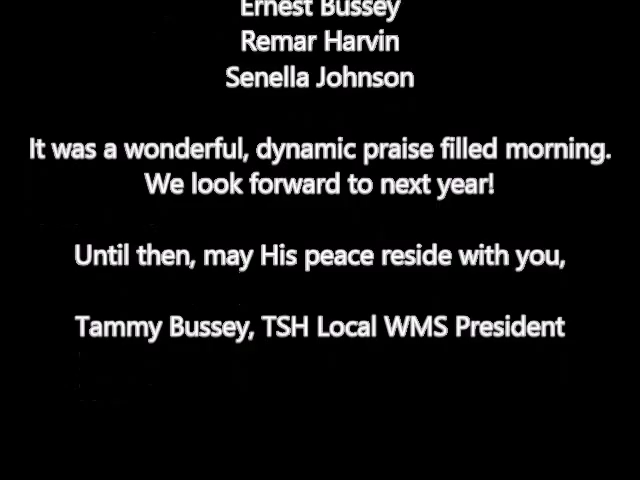 Ernest Bussey
Remar Harvin
Senella Johnson
It was a wonderful, dynamic praise filled morning.
We look forward to next year!
Until then, may His peace reside with you,
Tammy Bussey, TSH Local WMS President